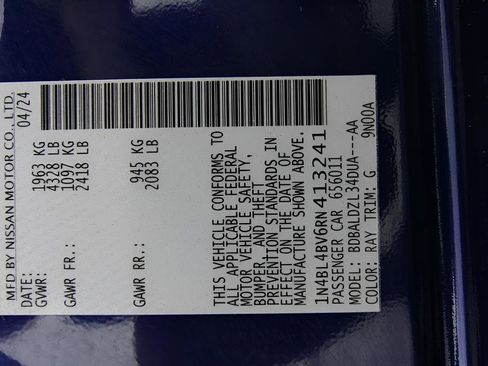 MFD BY NISSAN MOTOR CO., LTD.
DATE: 04/24
GVWR: 1963 KG
4328 LB
GAWR FR.: 1097 KG
2418 LB
GAWR RR.: 945 KG
2083 LB
THIS VEHICLE CONFORMS TO
ALL APPLICABLE FEDERAL
MOTOR VEHICLE SAFETY,
BUMPER, AND THEFT
PREVENTION STANDARDS IN
EFFECT ON THE DATE OF
MANUFACTURE SHOWN ABOVE.
1N4BL4BV6RN413241
PASSENGER CAR 656011
MODEL: BDBALDZL34DUA---AA
COLOR: RAY TRIM: G 9N00A